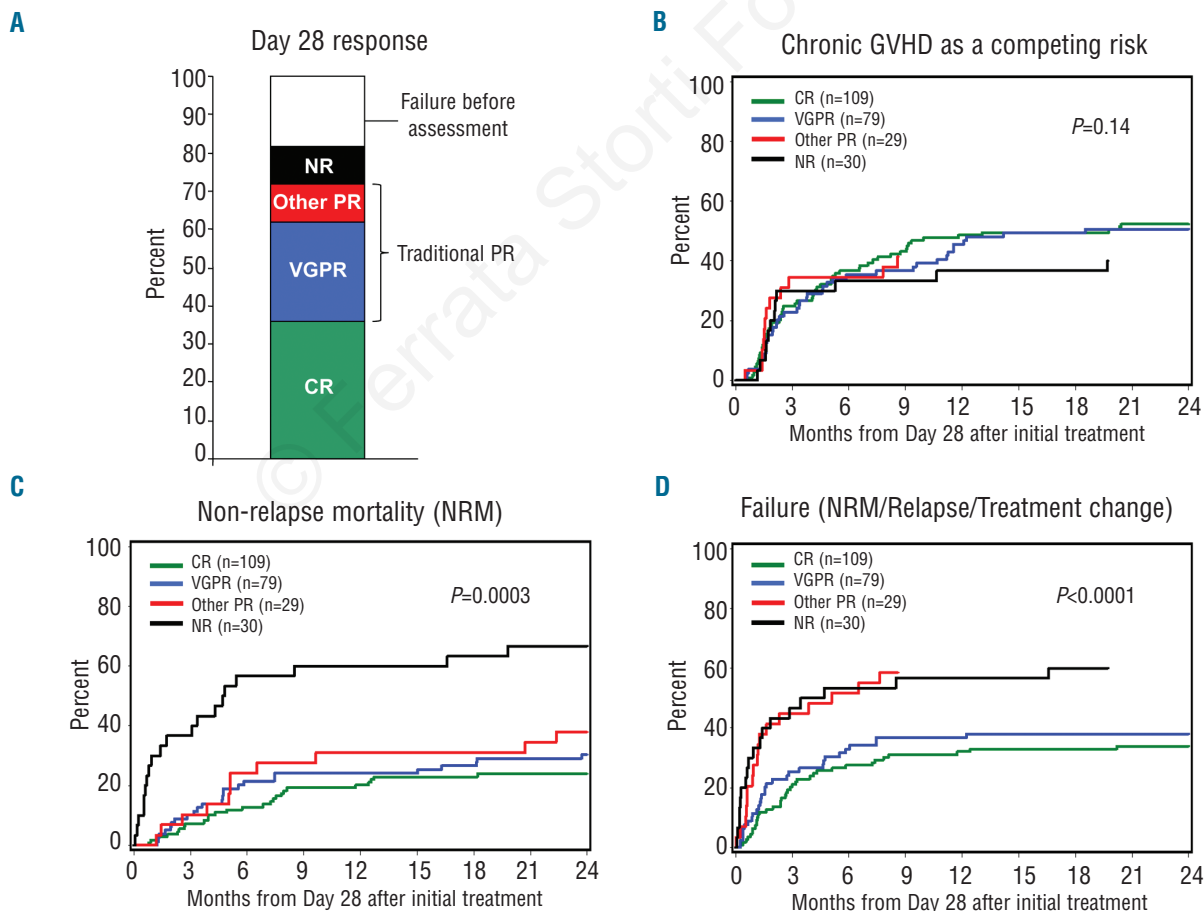 A
Day 28 response
100
90
80
70
60
50
40
30
20
10
0
Percent
NR
Other PR
VGPR
CR
Failure before
assessment
Traditional PR
B
Chronic GVHD as a competing risk
100
80
60
40
20
0
Percent
CR (n=109)
VGPR (n=79)
Other PR (n=29)
NR (n=30)
P=0.14
0 3 6 9 12 15 18 21 24
Months from Day 28 after initial treatment
C
Non-relapse mortality (NRM)
100
80
60
40
20
0
Percent
CR (n=109)
VGPR (n=79)
Other PR (n=29)
NR (n=30)
P=0.0003
0 3 6 9 12 15 18 21 24
Months from Day 28 after initial treatment
D
Failure (NRM/Relapse/Treatment change)
100
80
60
40
20
0
Percent
CR (n=109)
VGPR (n=79)
Other PR (n=29)
NR (n=30)
P<0.0001
0 3 6 9 12 15 18 21 24
Months from Day 28 after initial treatment
© Ferrata Storti Fo